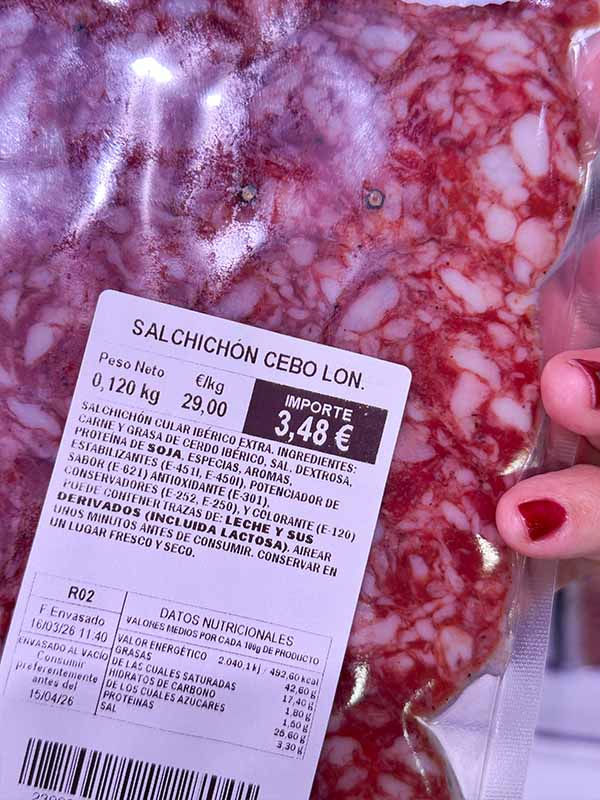 SALCHICHÓN CEBO LON.
Peso Neto €/kg IMPORTE
0,120 kg 29,00 3,48 €
SALCHICHÓN CULAR IBÉRICO EXTRA. INGREDIENTES:
CARNE Y GRASA DE CERDO IBÉRICO, SAL, DEXTROSA,
PROTEÍNA DE SOJA, ESPECIAS, AROMAS,
ESTABILIZANTES (E-451I, E-450I), POTENCIADOR DE
SABOR (E-621) ANTIOXIDANTE (E-301),
CONSERVADORES (E-252, E-250), Y COLORANTE (E-120)
PUEDE CONTENER TRAZAS DE: LECHE Y SUS
DERIVADOS (INCLUIDA LACTOSA). AIREAR
UNOS MINUTOS ANTES DE CONSUMIR. CONSERVAR EN
UN LUGAR FRESCO Y SECO.
R02
F Envasado
16/03/26 11:40
ENVASADO AL VACÍO
Consumir
preferentemente
antes del
15/04/26
DATOS NUTRICIONALES
VALORES MEDIOS POR CADA 100g DE PRODUCTO
VALOR ENERGÉTICO 2.040,1 kj / 492,60 kcal
GRASAS 42,60 g
DE LAS CUALES SATURADAS 17,40 g
HIDRATOS DE CARBONO 1,80 g
DE LOS CUALES AZÚCARES 1,60 g
PROTEINAS 25,60 g
SAL 3,30 g